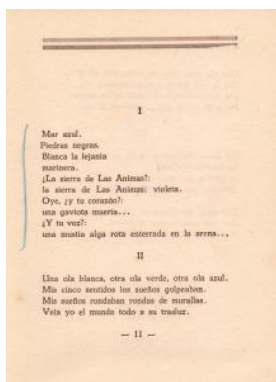 I
Mar azul.
Piedras negras.
Blanca la lejanía
marinera.
¿La sierra de Las Animas?:
la sierra de Las Animas: violeta.
Oye, ¿y tu corazón?:
una gaviota muerta...
¿Y tu voz?:
una mustia alga rota enterrada en la arena...
II
Una ola blanca, otra ola verde, otra ola azul.
Mis cinco sentidos los sueños golpeaban.
Mis sueños rondaban rondas de murallas.
Veía yo el mundo todo a su trasluz.
— 11 —